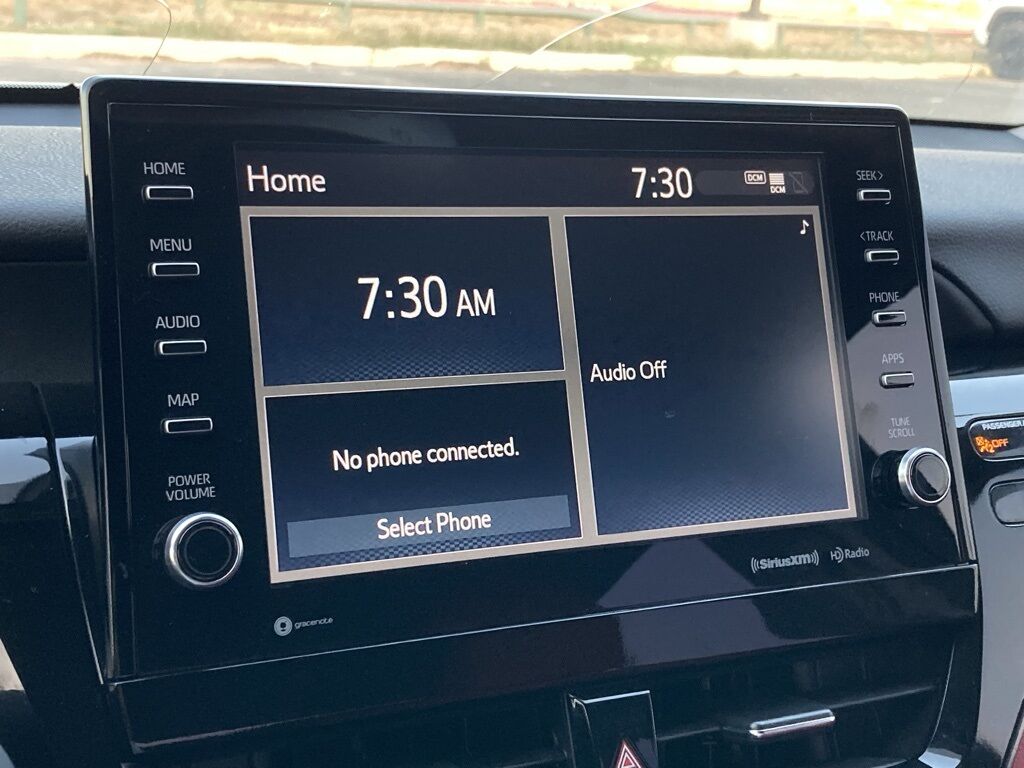 HOME
MENU
AUDIO
MAP
POWER
VOLUME
Home
7:30
DCM
DCM
7:30 AM
No phone connected.
Select Phone
Audio Off
SEEK>
<TRACK
PHONE
APPS
TUNE
SCROLL
PASSENGER
OFF
((SiriusXM))
HD Radio
gracenote